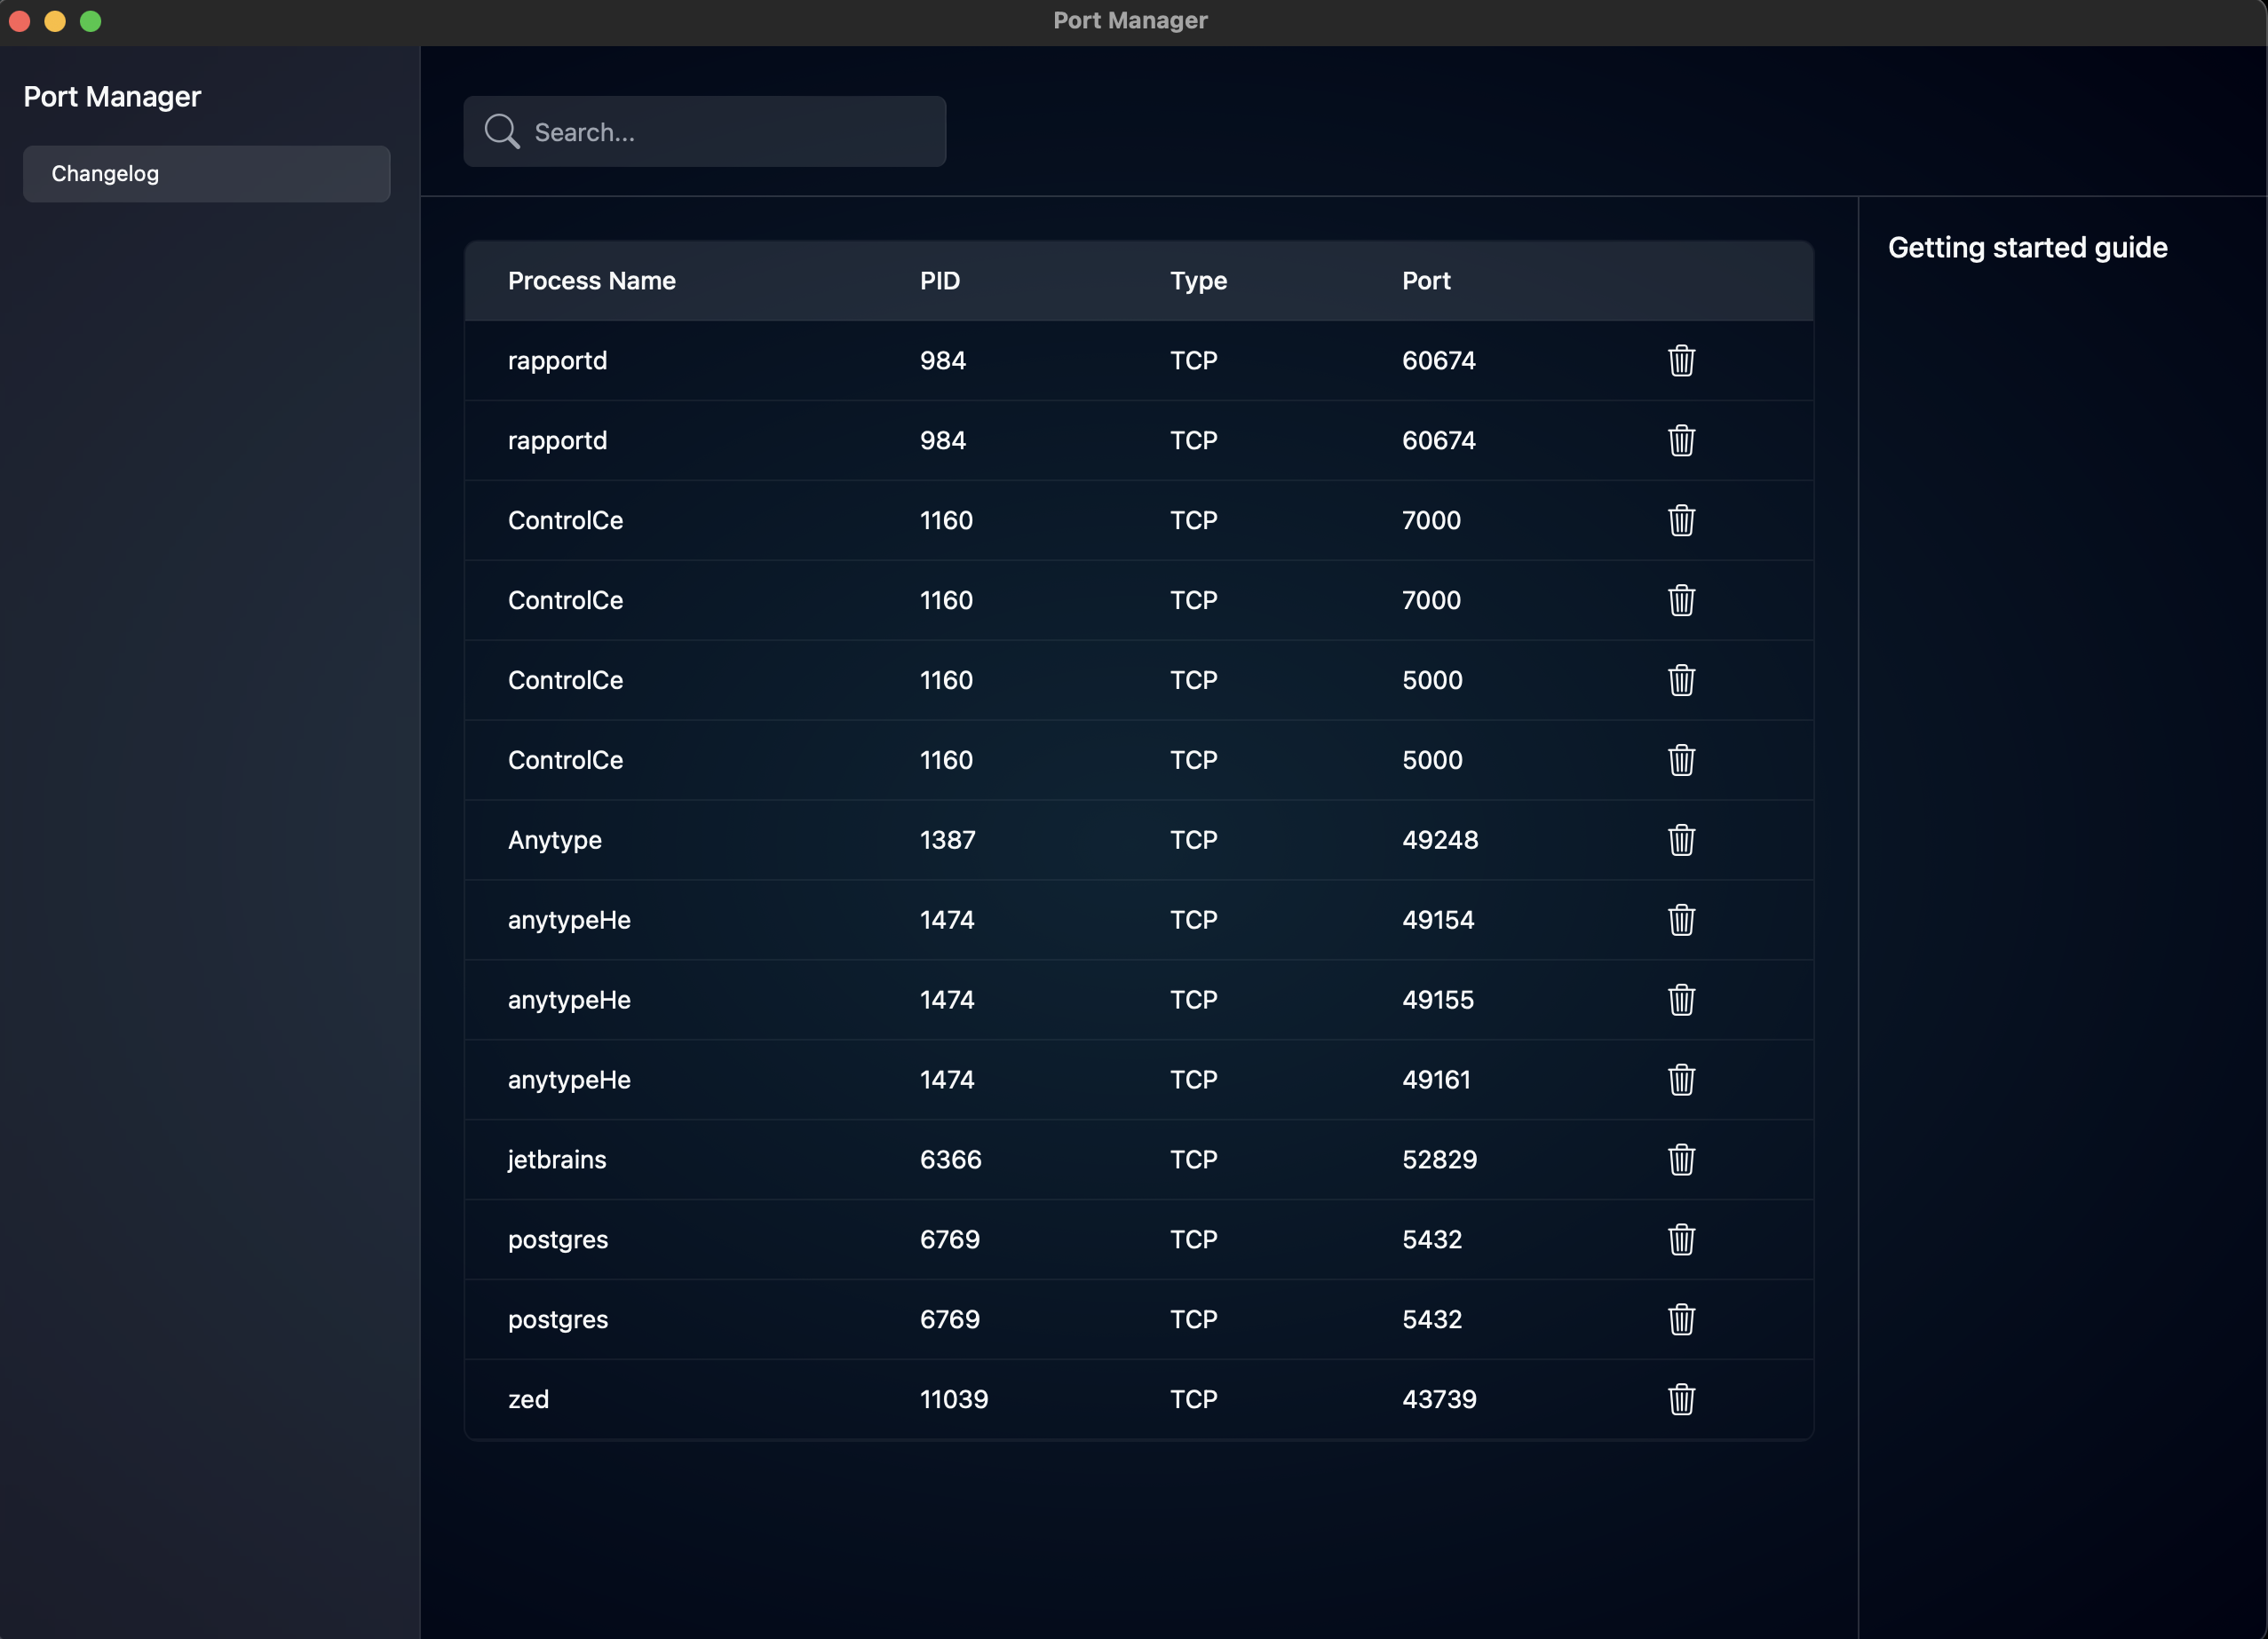 Port Manager
Port Manager
Changelog
Search...
Getting started guide
Process Name PID Type Port
rapportd 984 TCP 60674
rapportd 984 TCP 60674
ControlCe 1160 TCP 7000
ControlCe 1160 TCP 7000
ControlCe 1160 TCP 5000
ControlCe 1160 TCP 5000
Anytype 1387 TCP 49248
anytypeHe 1474 TCP 49154
anytypeHe 1474 TCP 49155
anytypeHe 1474 TCP 49161
jetbrains 6366 TCP 52829
postgres 6769 TCP 5432
postgres 6769 TCP 5432
zed 11039 TCP 43739